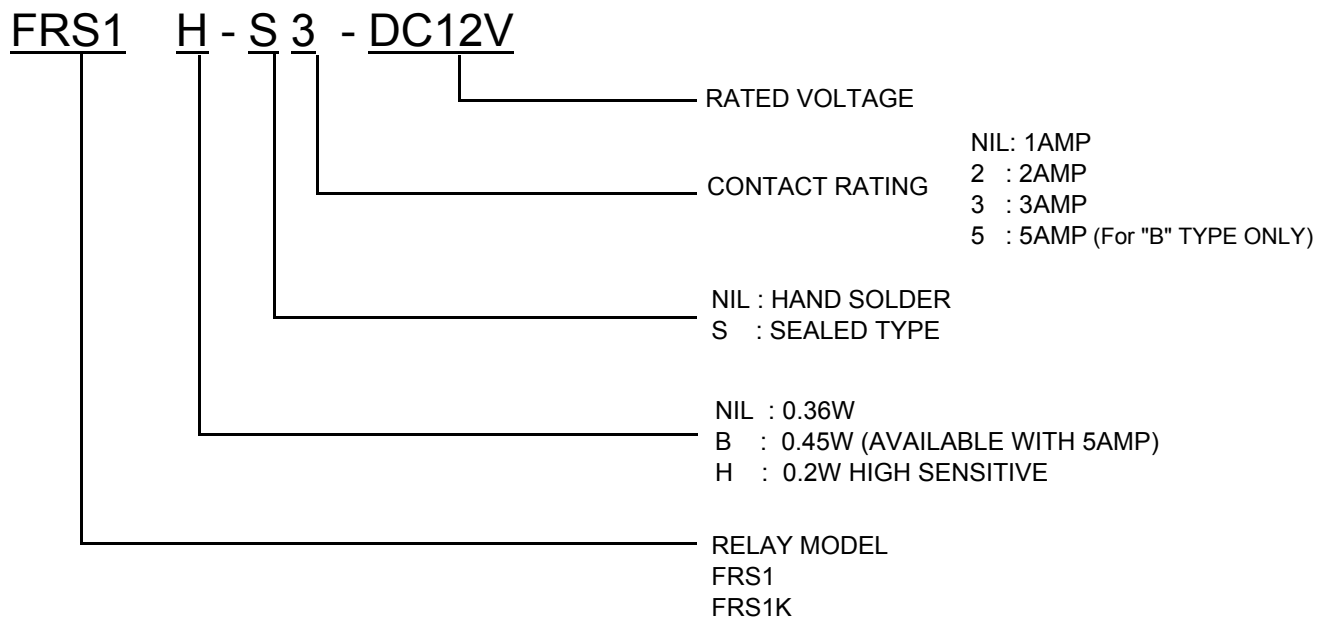 FRS1 H - S 3 - DC12V
RATED VOLTAGE
CONTACT RATING
NIL: 1AMP
2 : 2AMP
3 : 3AMP
5 : 5AMP (For "B" TYPE ONLY)
NIL : HAND SOLDER
S : SEALED TYPE
NIL : 0.36W
B : 0.45W (AVAILABLE WITH 5AMP)
H : 0.2W HIGH SENSITIVE
RELAY MODEL
FRS1
FRS1K